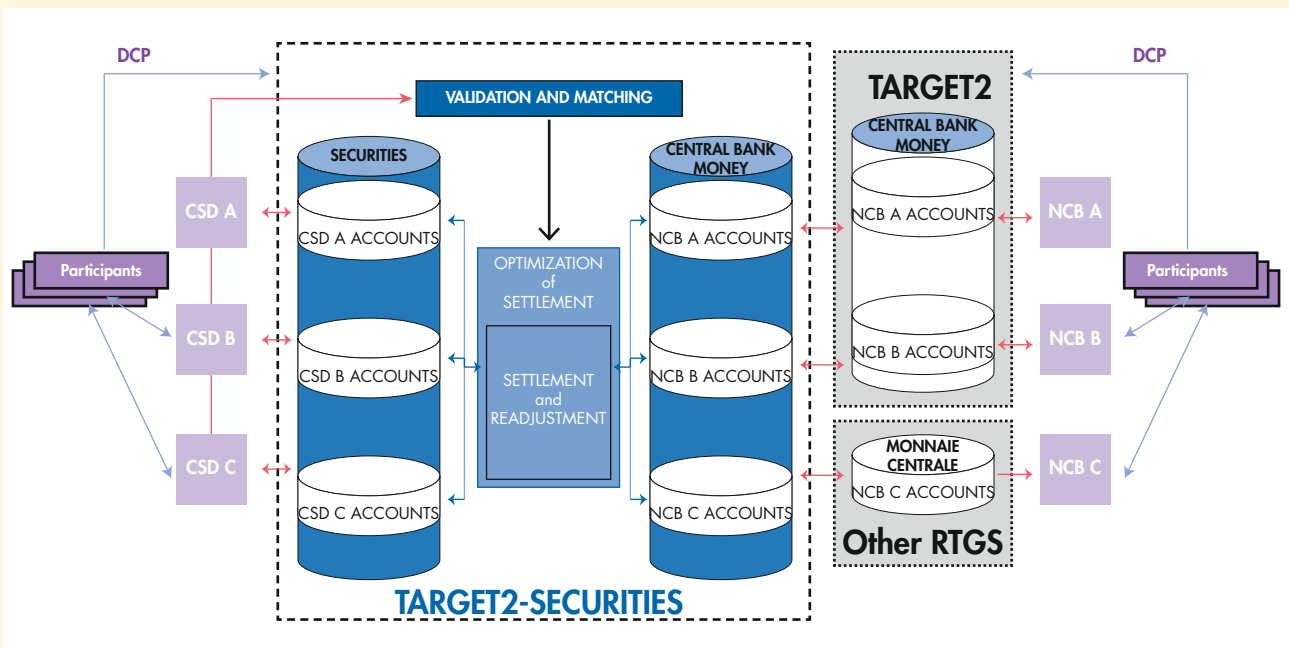 DCP
DCP
VALIDATION AND MATCHING
TARGET2
SECURITIES
CENTRAL BANK
MONEY
CENTRAL BANK
MONEY
CSD A
CSD A ACCOUNTS
NCB A ACCOUNTS
NCB A ACCOUNTS
NCB A
Participants
OPTIMIZATION
of
SETTLEMENT
Participants
CSD B
CSD B ACCOUNTS
SETTLEMENT
and
READJUSTMENT
NCB B ACCOUNTS
NCB B ACCOUNTS
NCB B
CSD C
CSD C ACCOUNTS
NCB C ACCOUNTS
MONNAIE
CENTRALE
NCB C ACCOUNTS
NCB C
Other RTGS
TARGET2-SECURITIES